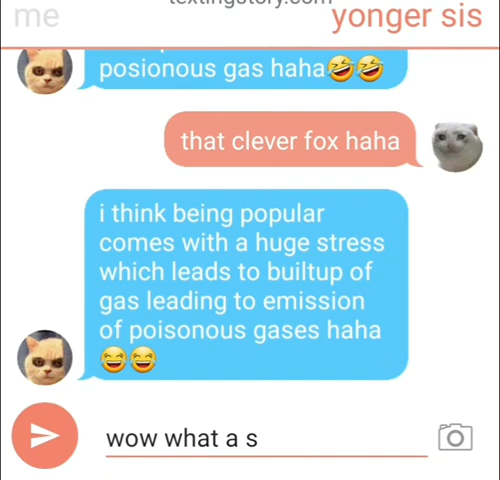 textingstory.com
me
yonger sis
posionous gas haha🤣🤣
that clever fox haha
i think being popular
comes with a huge stress
which leads to builtup of
gas leading to emission
of poisonous gases haha
😄😄
wow what a s